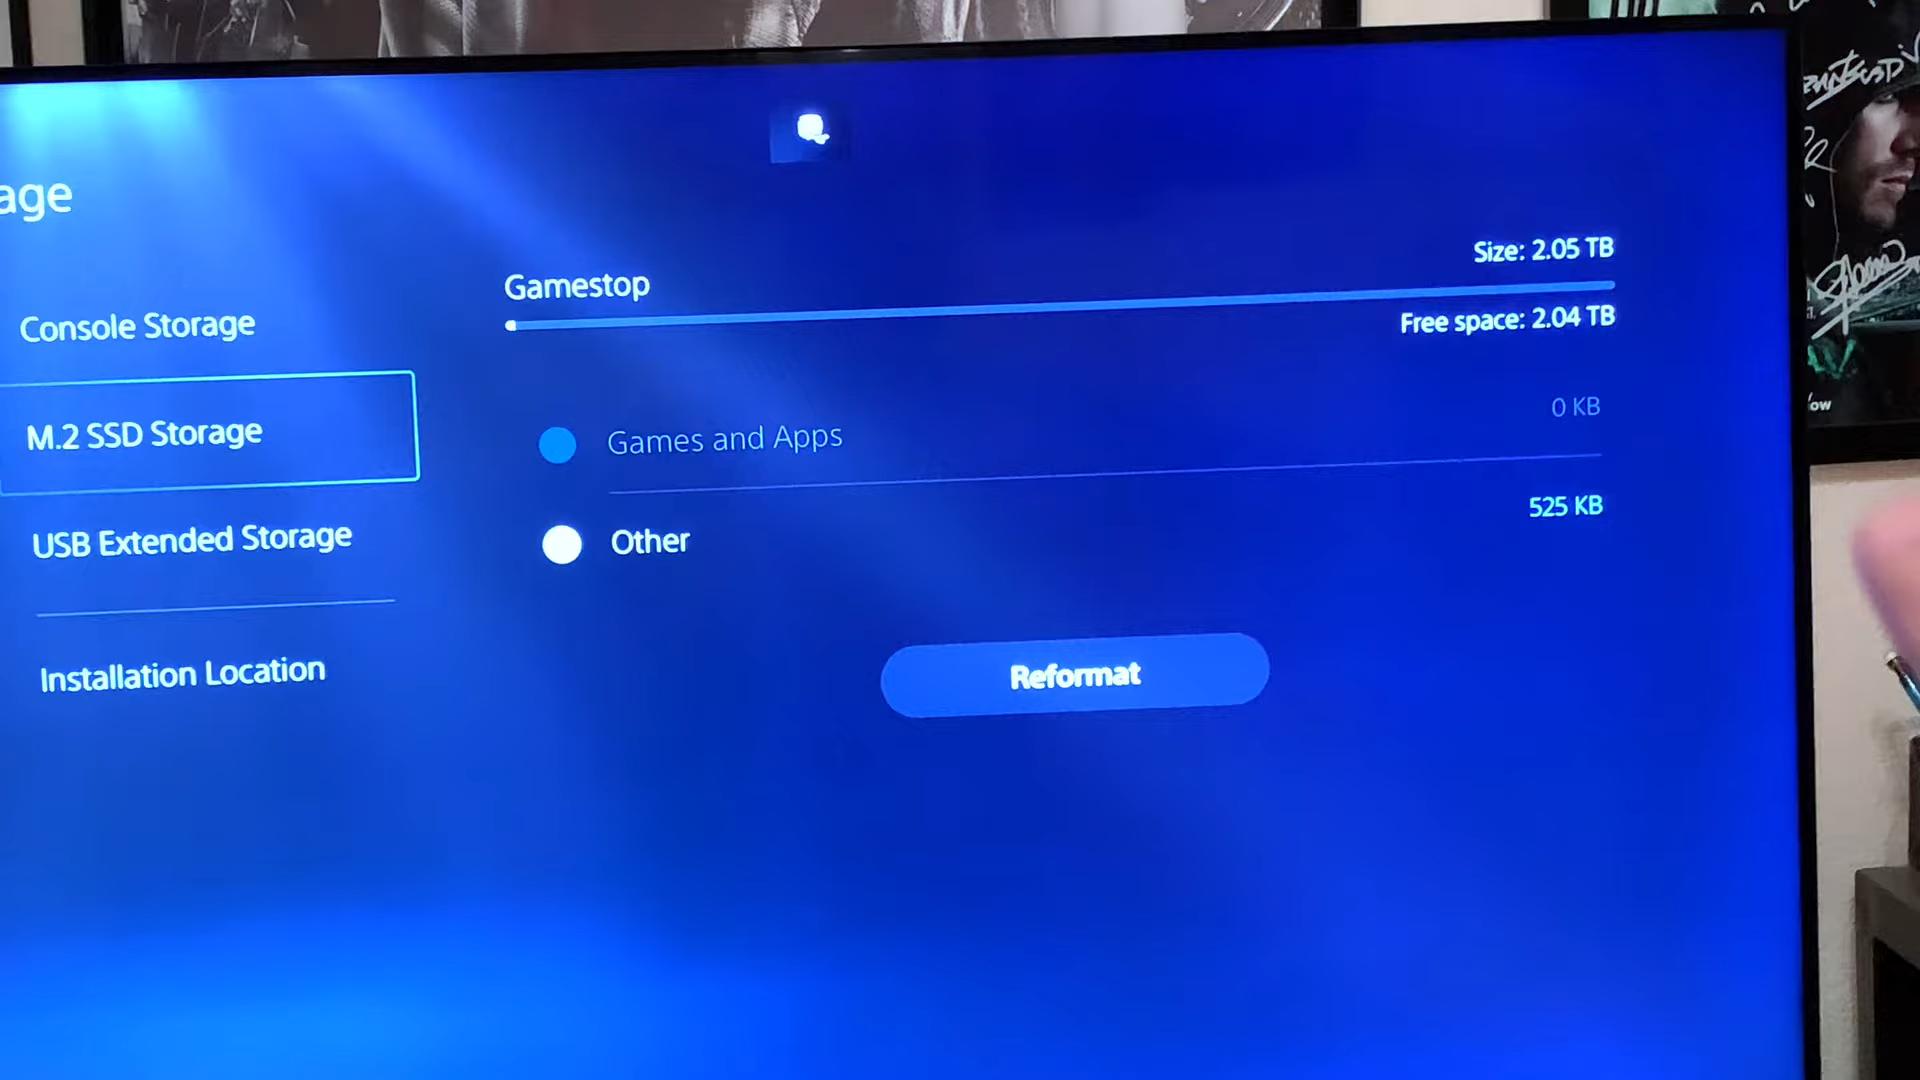 age
Console Storage
M.2 SSD Storage
USB Extended Storage
Installation Location
Gamestop
Size: 2.05 TB
Free space: 2.04 TB
Games and Apps
0 KB
Other
525 KB
Reformat